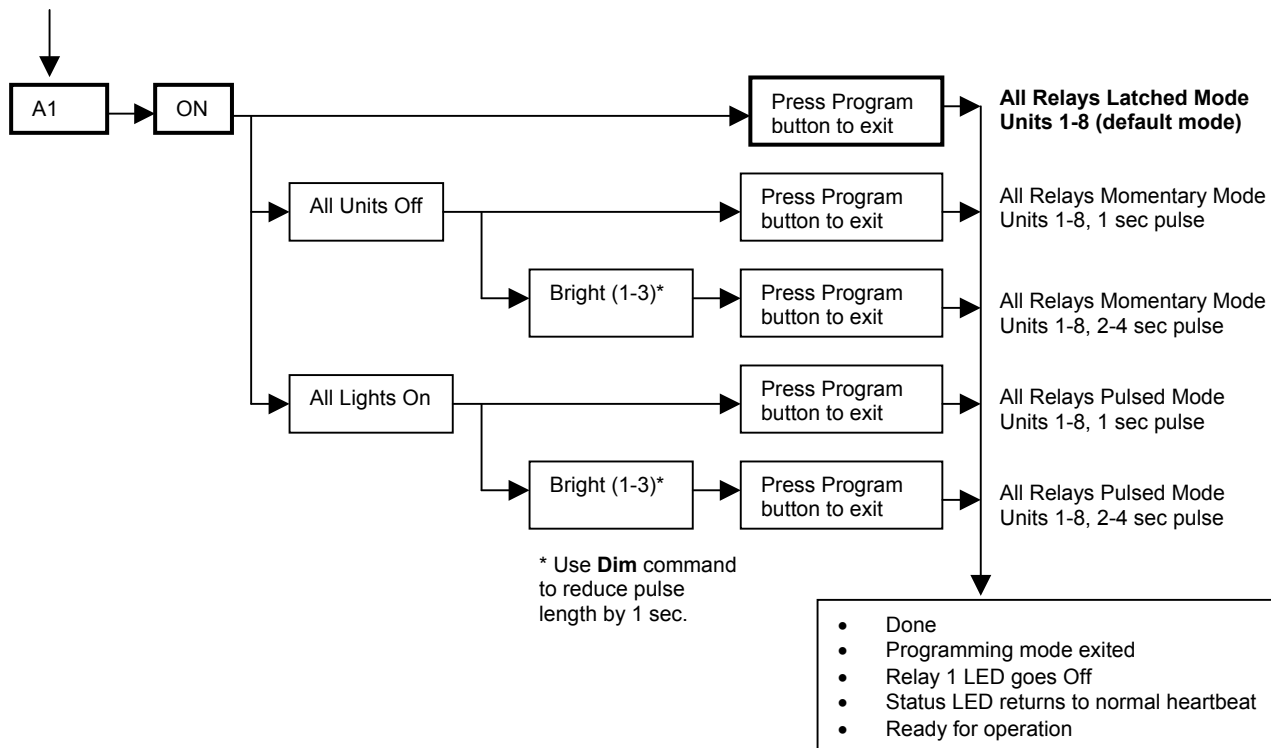 A1
ON
Press Program
button to exit
All Relays Latched Mode
Units 1-8 (default mode)
All Units Off
Press Program
button to exit
All Relays Momentary Mode
Units 1-8, 1 sec pulse
Bright (1-3)*
Press Program
button to exit
All Relays Momentary Mode
Units 1-8, 2-4 sec pulse
All Lights On
Press Program
button to exit
All Relays Pulsed Mode
Units 1-8, 1 sec pulse
Bright (1-3)*
Press Program
button to exit
All Relays Pulsed Mode
Units 1-8, 2-4 sec pulse
* Use Dim command
to reduce pulse
length by 1 sec.
• Done
• Programming mode exited
• Relay 1 LED goes Off
• Status LED returns to normal heartbeat
• Ready for operation